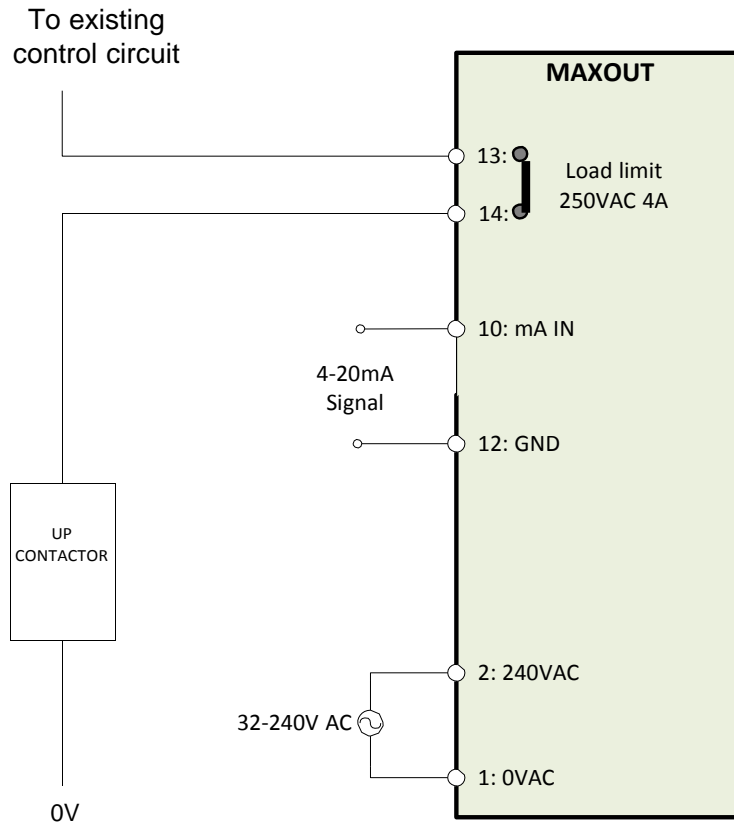 To existing
control circuit
MAXOUT
13:
Load limit
250VAC 4A
14:
10: mA IN
4-20mA
Signal
12: GND
UP
CONTACTOR
2: 240VAC
32-240V AC
1: 0VAC
0V